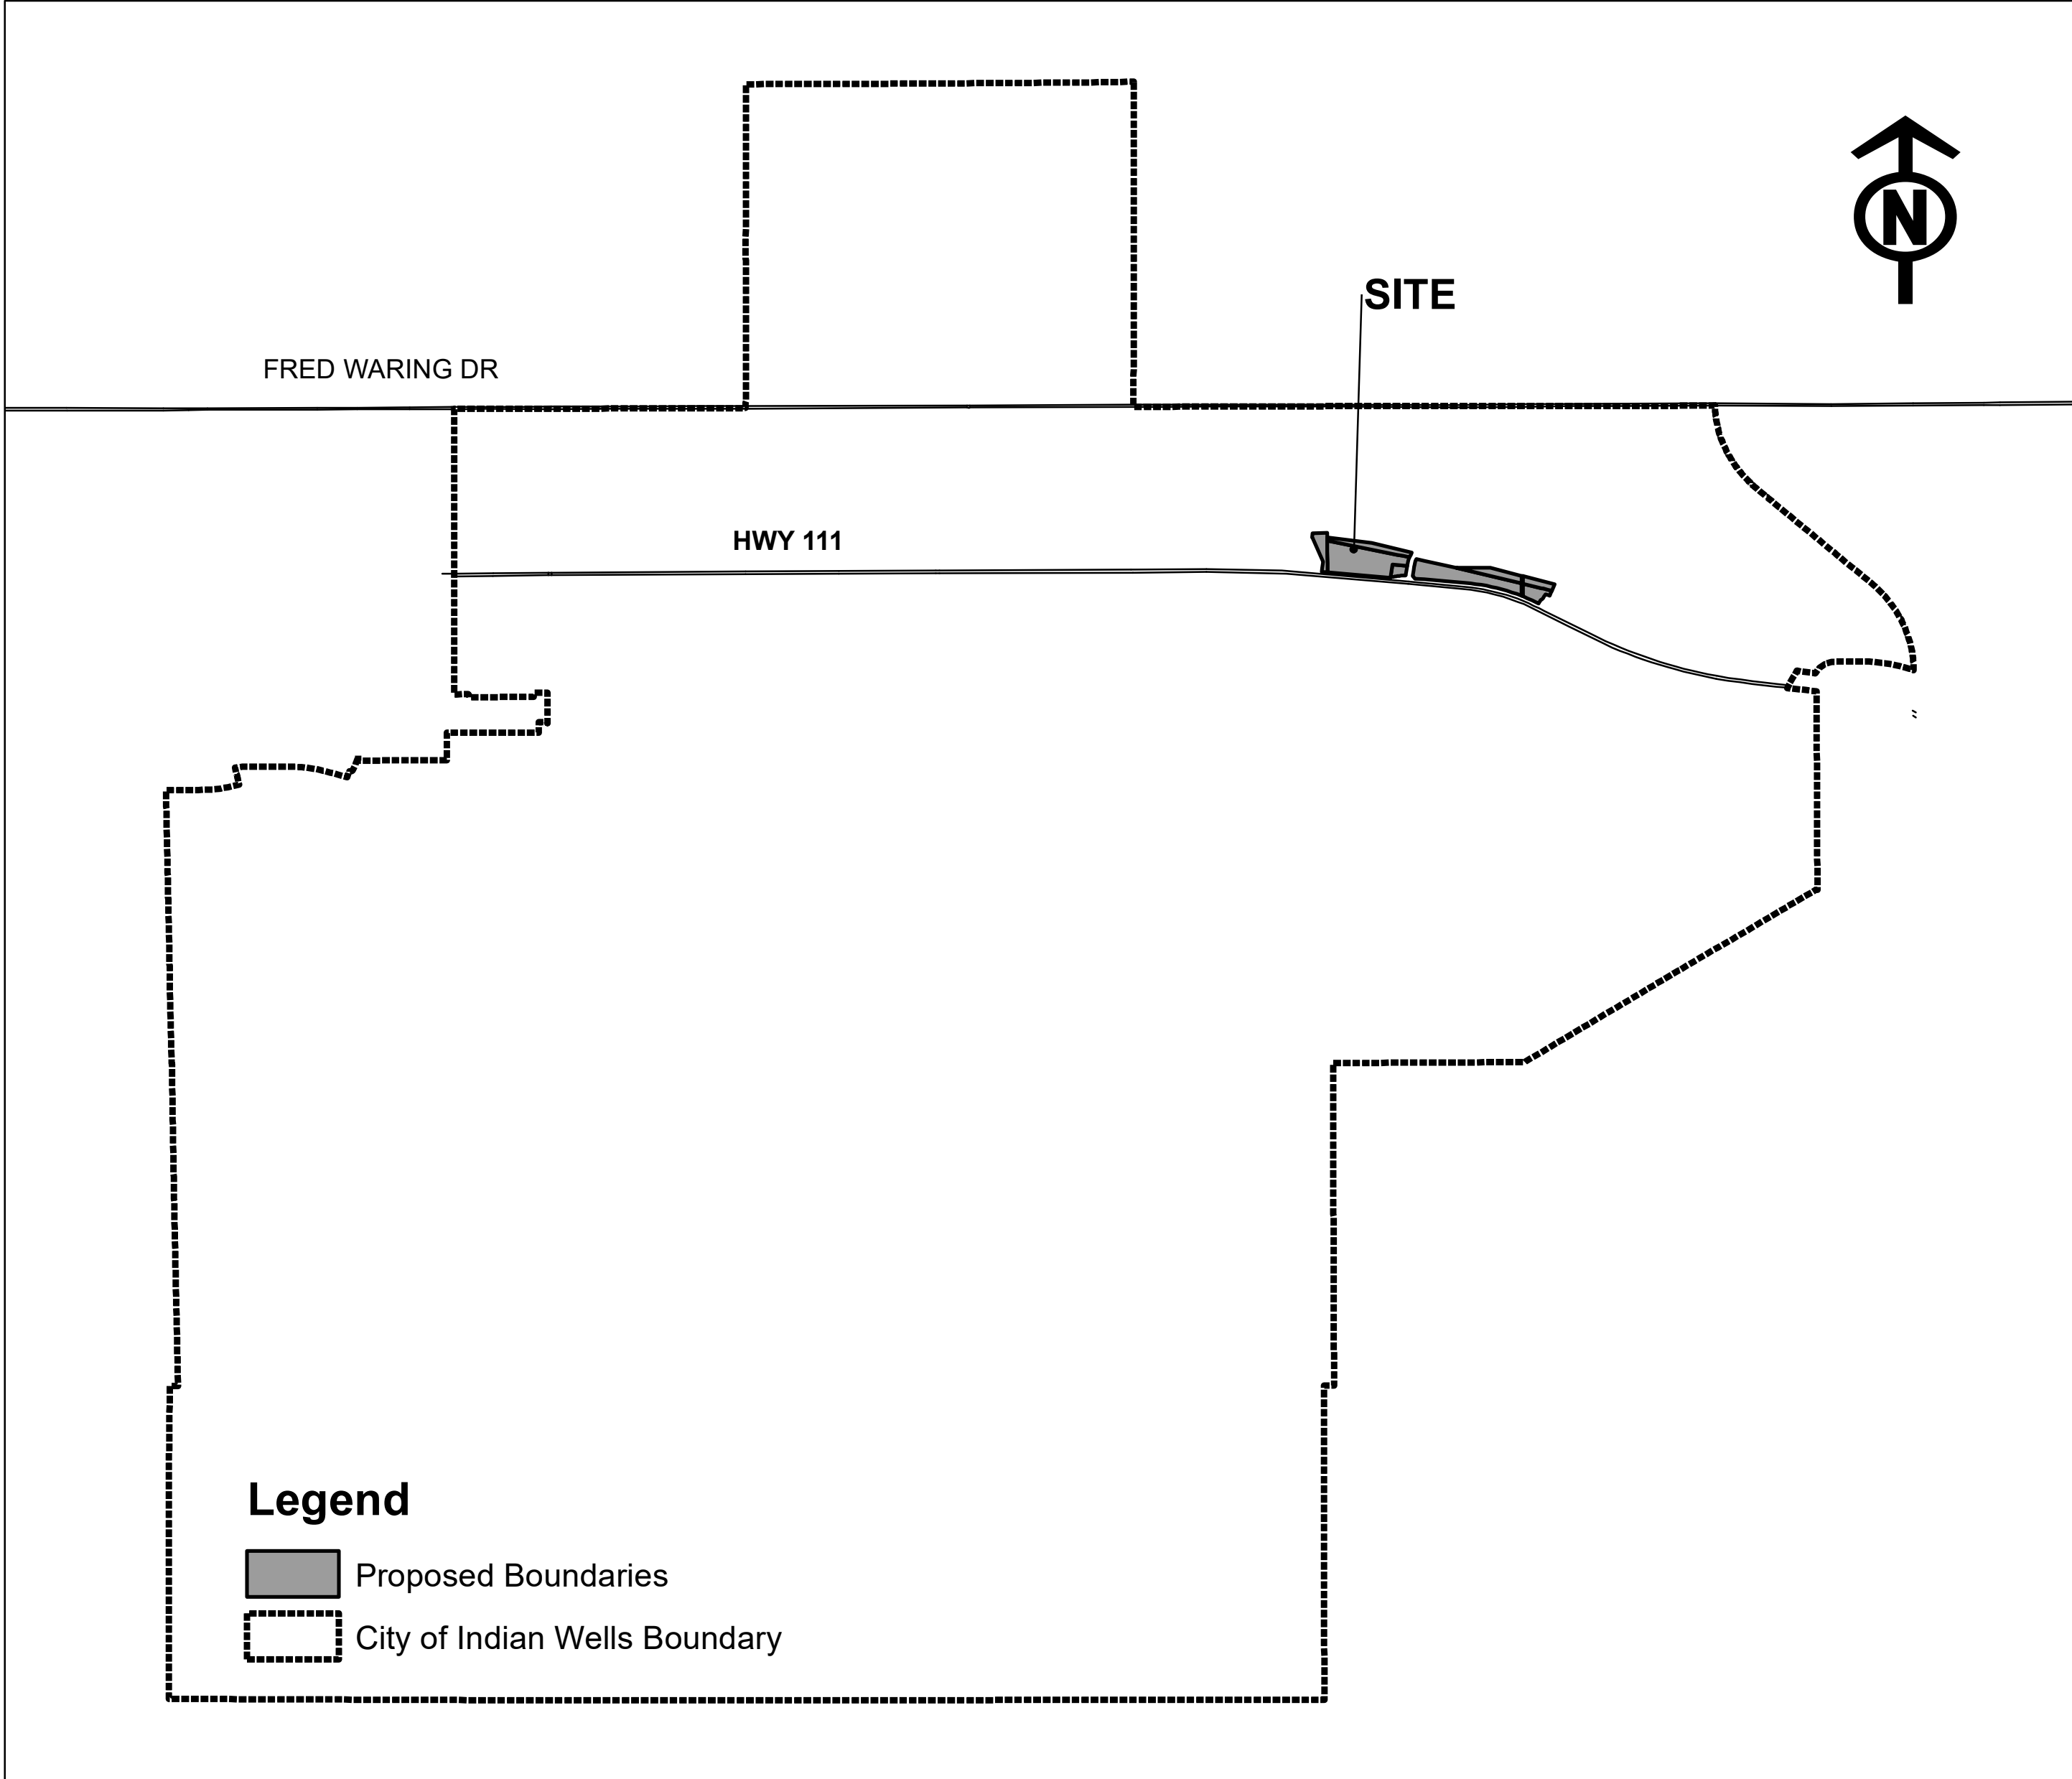 N
SITE
FRED WARING DR
HWY 111
Legend
Proposed Boundaries
City of Indian Wells Boundary